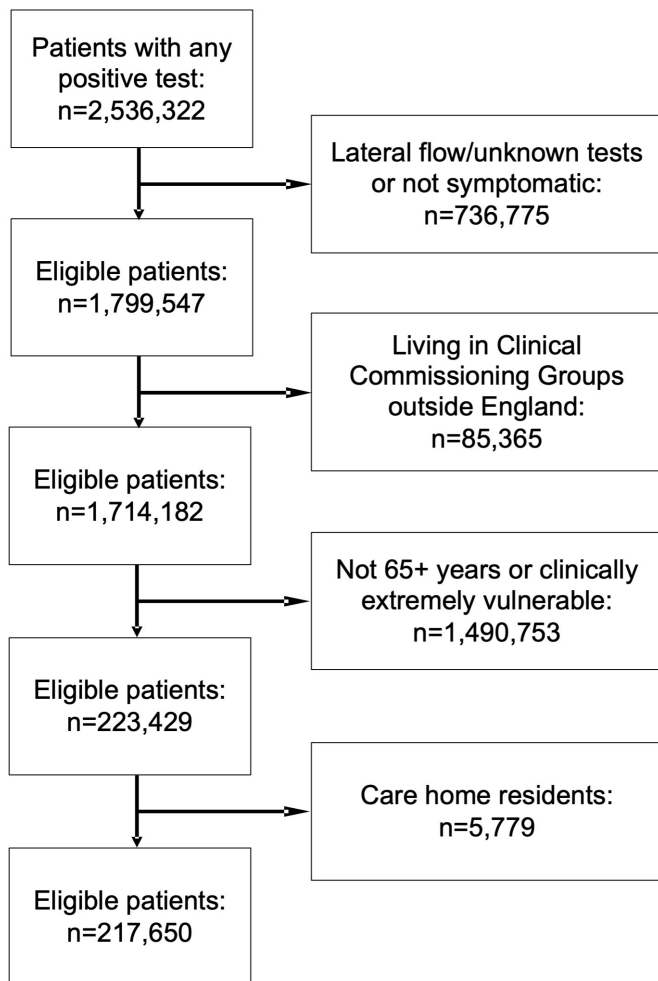 Patients with any
positive test:
n=2,536,322
Lateral flow/unknown tests
or not symptomatic:
n=736,775
Eligible patients:
n=1,799,547
Living in Clinical
Commissioning Groups
outside England:
n=85,365
Eligible patients:
n=1,714,182
Not 65+ years or clinically
extremely vulnerable:
n=1,490,753
Eligible patients:
n=223,429
Care home residents:
n=5,779
Eligible patients:
n=217,650